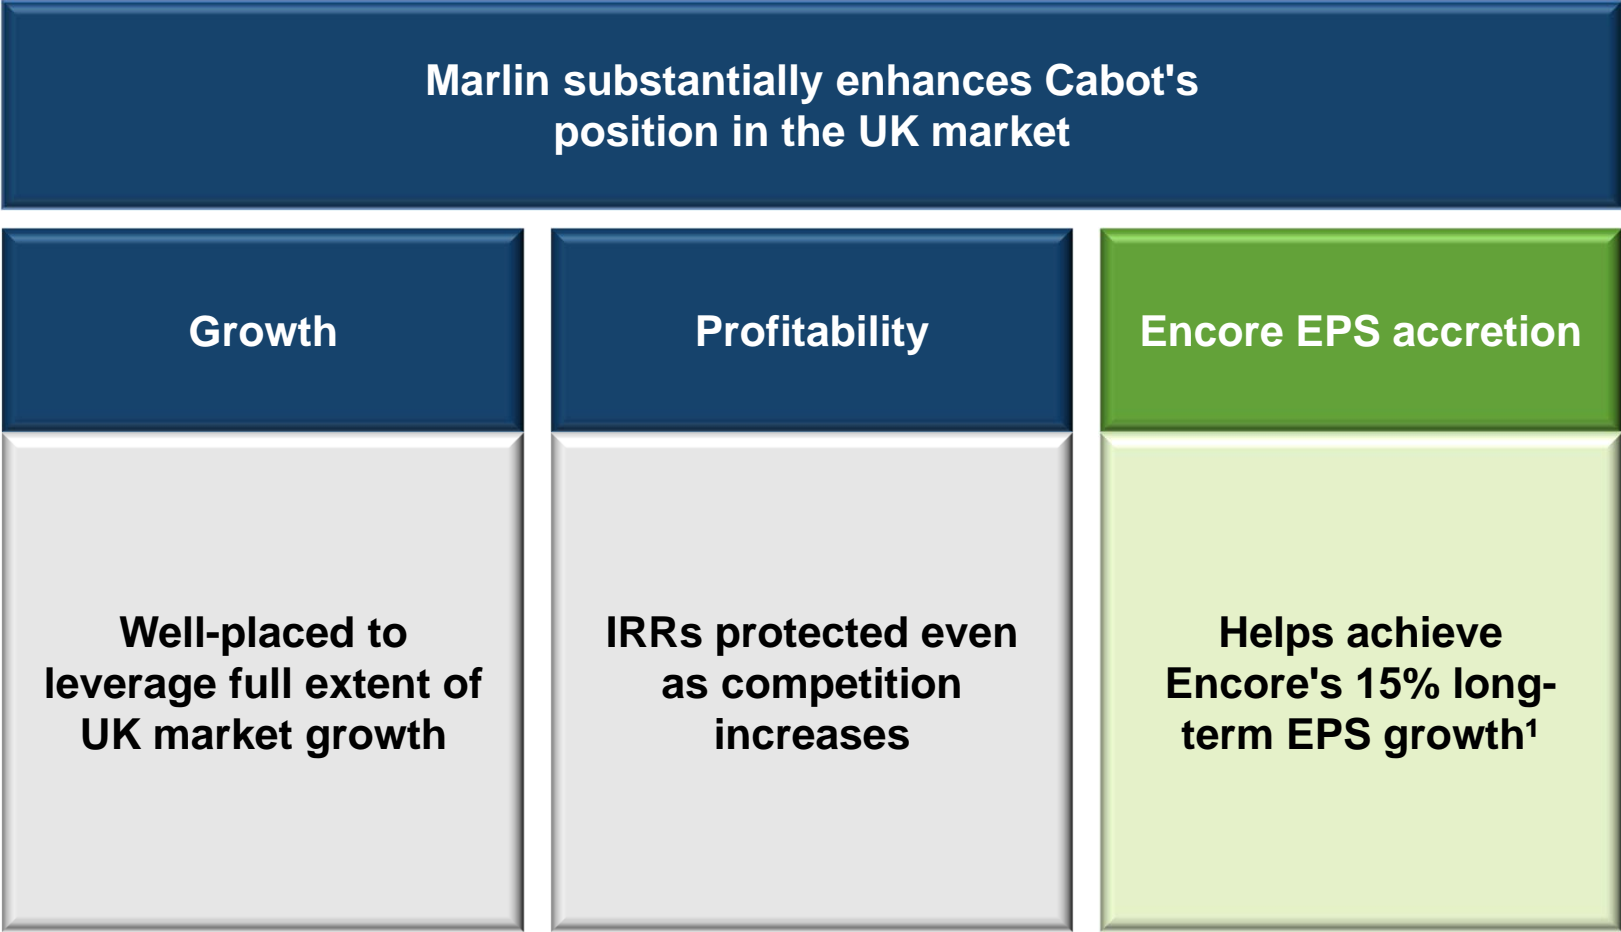 Marlin substantially enhances Cabot's
position in the UK market
Growth
Profitability
Encore EPS accretion
Well-placed to
leverage full extent of
UK market growth
IRRs protected even
as competition
increases
Helps achieve
Encore's 15% long-
term EPS growth¹